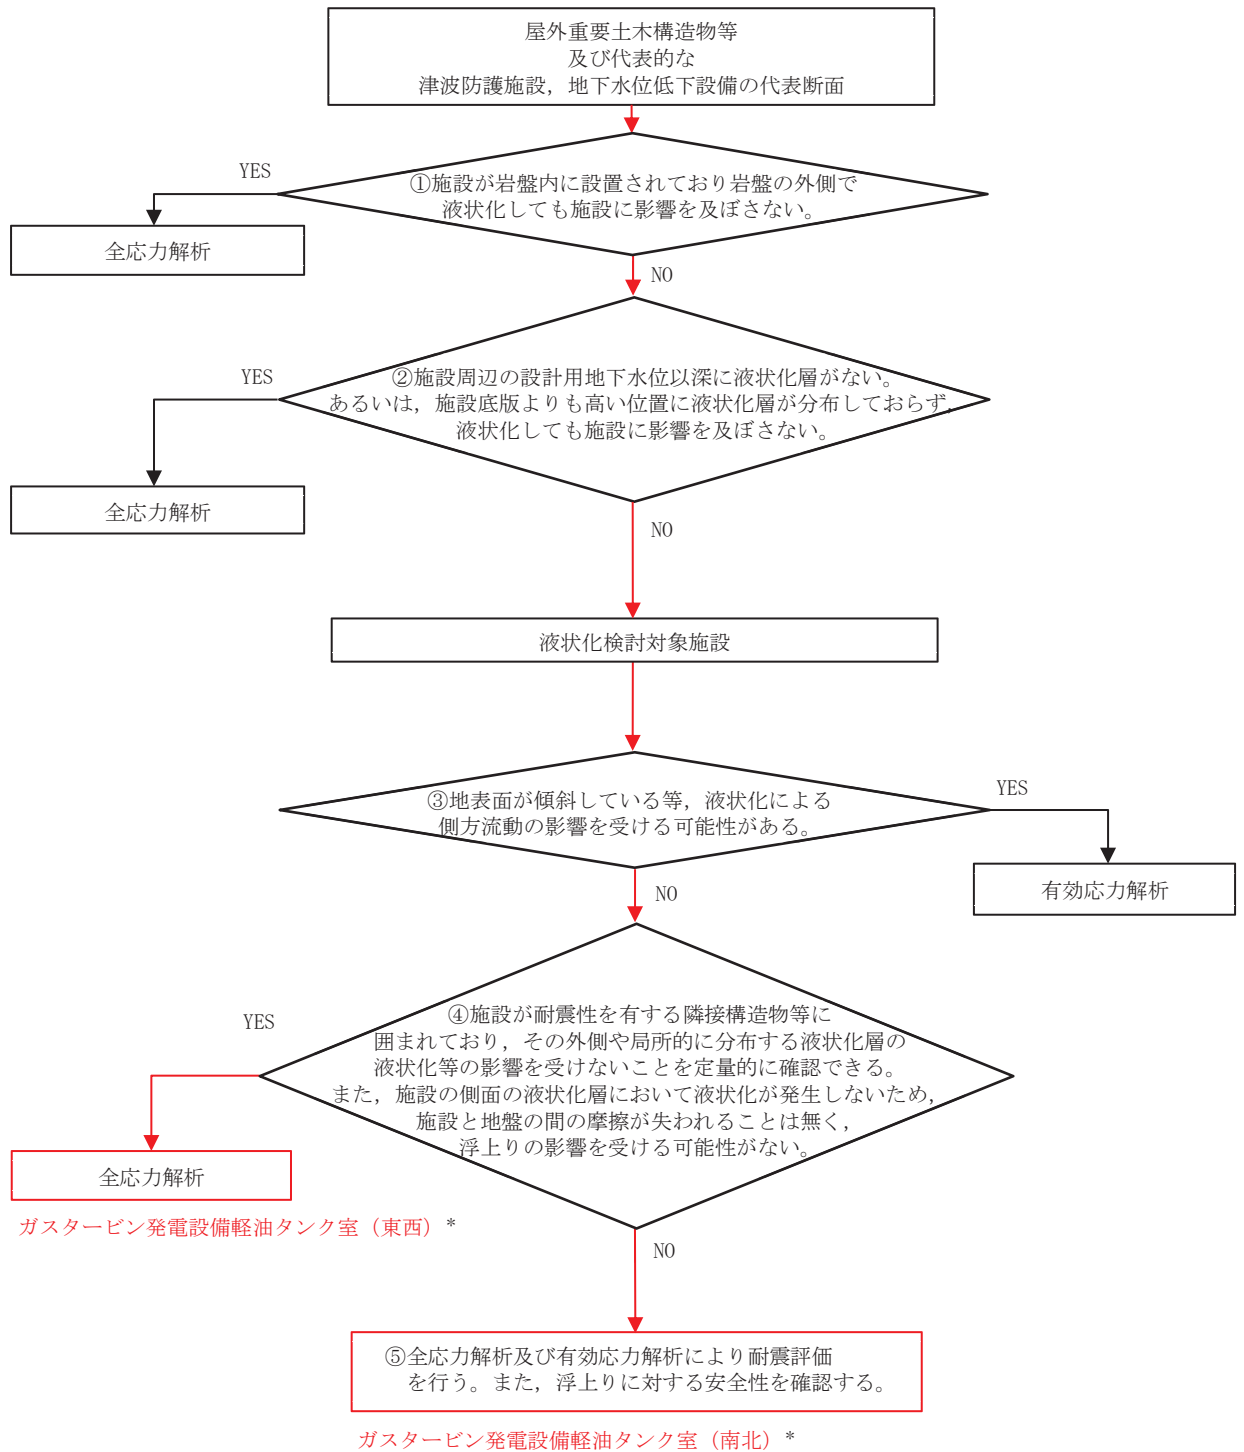 屋外重要土木構造物等
及び代表的な
津波防護施設，地下水位低下設備の代表断面
YES
①施設が岩盤内に設置されており岩盤の外側で
液状化しても施設に影響を及ぼさない。
全応力解析
NO
YES
②施設周辺の設計用地下水位以深に液状化層がない。
あるいは，施設底版よりも高い位置に液状化層が分布しておらず，
液状化しても施設に影響を及ぼさない。
全応力解析
NO
液状化検討対象施設
③地表面が傾斜している等，液状化による
側方流動の影響を受ける可能性がある。
YES
有効応力解析
NO
YES
④施設が耐震性を有する隣接構造物等に
囲まれており，その外側や局所的に分布する液状化層の
液状化等の影響を受けないことを定量的に確認できる。
また，施設の側面の液状化層において液状化が発生しないため，
施設と地盤の間の摩擦が失われることは無く，
浮上りの影響を受ける可能性がない。
全応力解析
ガスタービン発電設備軽油タンク室（東西）*
NO
⑤全応力解析及び有効応力解析により耐震評価
を行う。また，浮上りに対する安全性を確認する。
ガスタービン発電設備軽油タンク室（南北）*